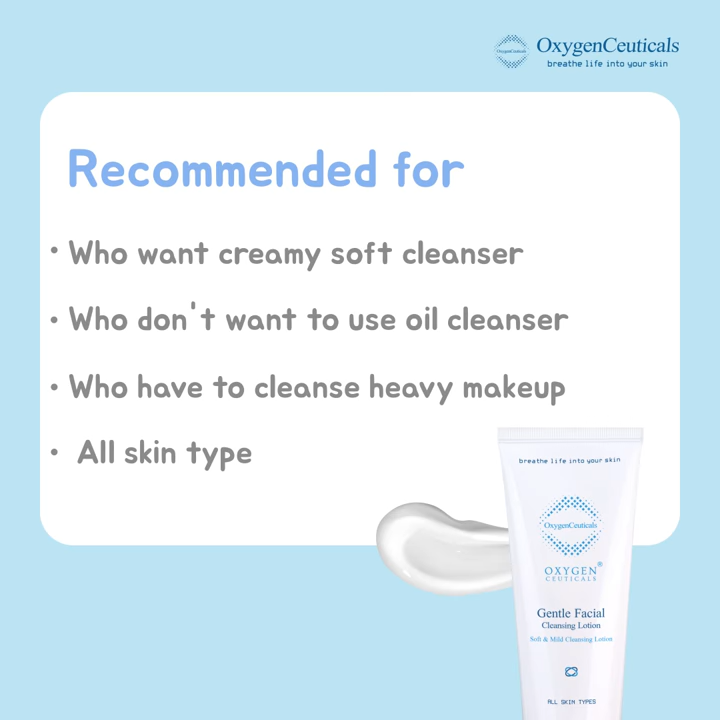 OxygenCeuticals
OxygenCeuticals
breathe life into your skin
Recommended for
• Who want creamy soft cleanser
• Who don't want to use oil cleanser
• Who have to cleanse heavy makeup
• All skin type
breathe life into your skin
OxygenCeuticals
OXYGEN®
CEUTICALS
Gentle Facial
Cleansing Lotion
Soft & Mild Cleansing Lotion
ALL SKIN TYPES